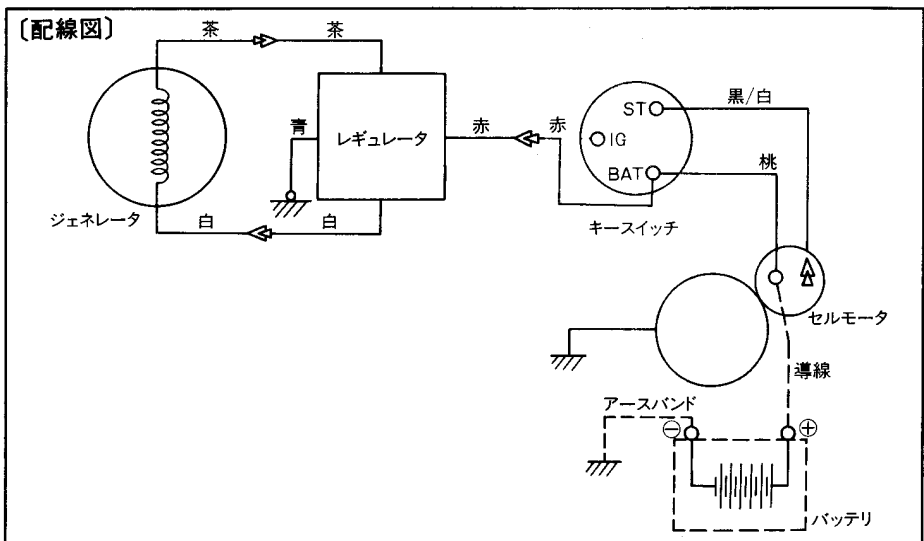 〔配線図〕
茶
茶
青
レギュレータ
赤
赤
ST
IG
BAT
黒/白
桃
ジェネレータ
白
白
キースイッチ
セルモータ
導線
アースバンド
⊖
⊕
バッテリ